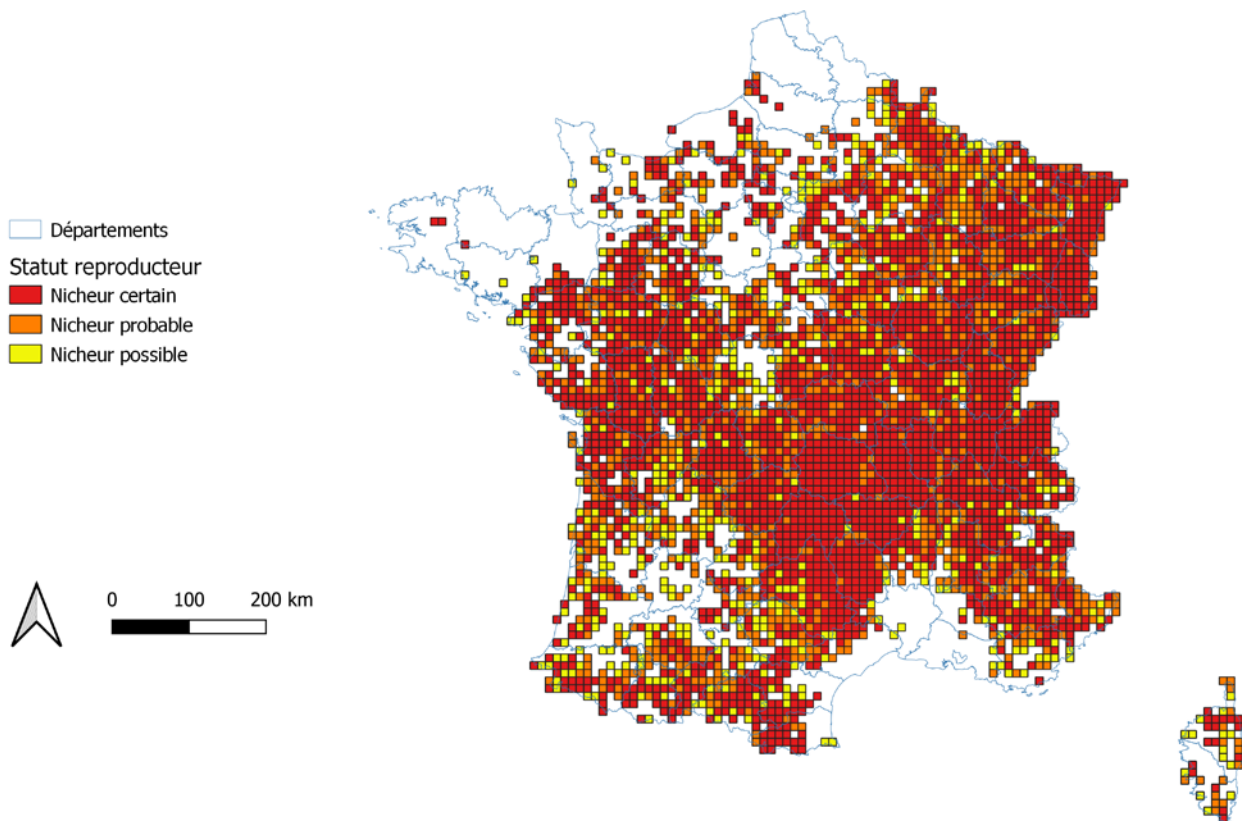 Départements
Statut reproducteur
Nicheur certain
Nicheur probable
Nicheur possible
0 100 200 km